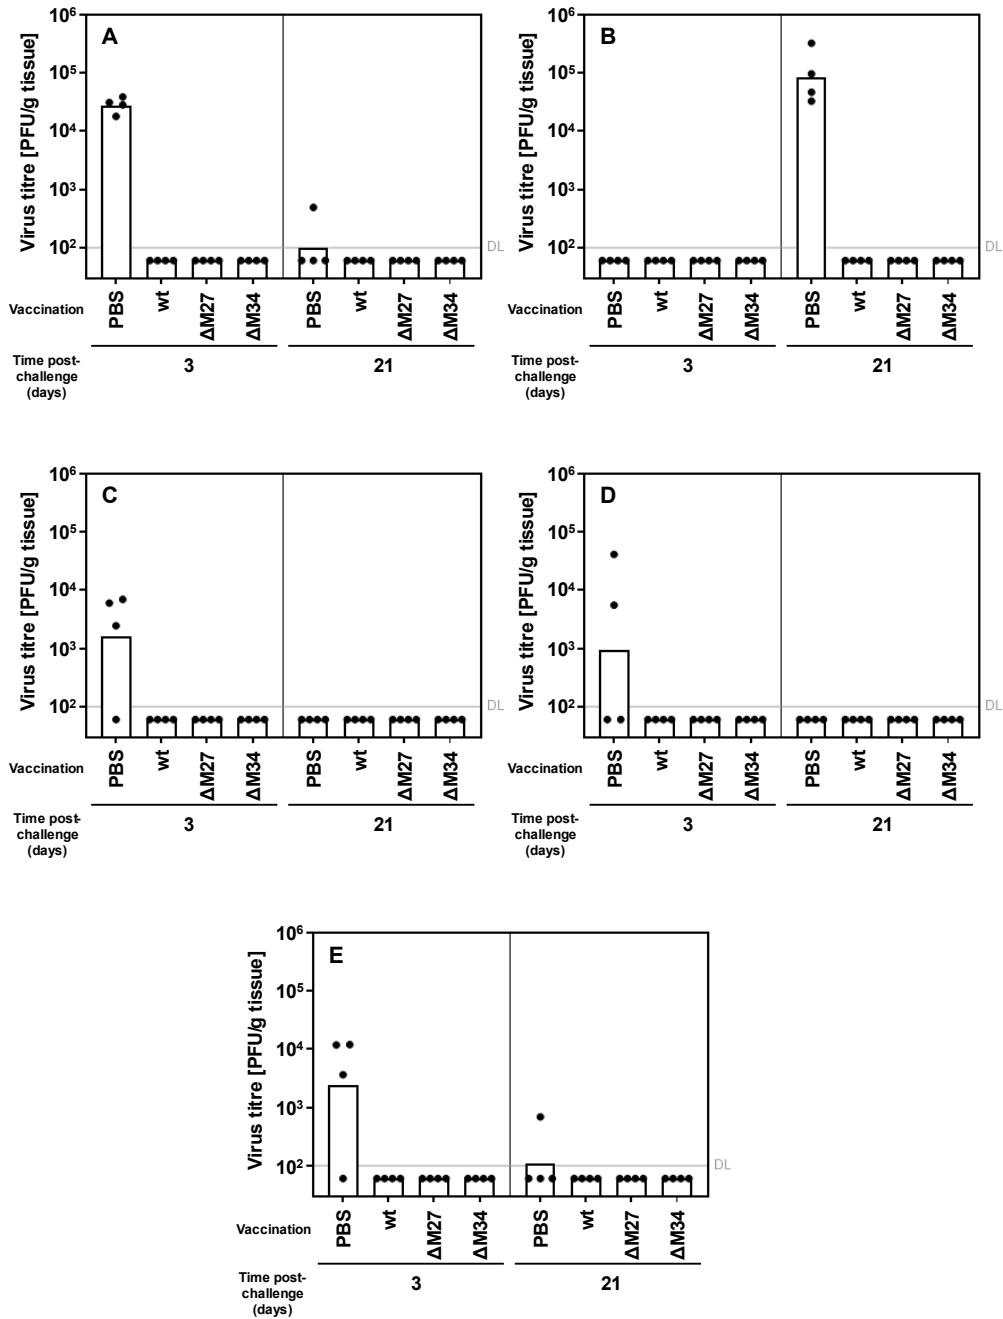 A
Virus titre [PFU/g tissue]
10⁶
10⁵
10⁴
10³
10²
DL
Vaccination
PBS
wt
ΔM27
ΔM34
PBS
wt
ΔM27
ΔM34
Time post-
challenge
(days)
3
21
B
Virus titre [PFU/g tissue]
10⁶
10⁵
10⁴
10³
10²
DL
Vaccination
PBS
wt
ΔM27
ΔM34
PBS
wt
ΔM27
ΔM34
Time post-
challenge
(days)
3
21
C
Virus titre [PFU/g tissue]
10⁶
10⁵
10⁴
10³
10²
DL
Vaccination
PBS
wt
ΔM27
ΔM34
PBS
wt
ΔM27
ΔM34
Time post-
challenge
(days)
3
21
D
Virus titre [PFU/g tissue]
10⁶
10⁵
10⁴
10³
10²
DL
Vaccination
PBS
wt
ΔM27
ΔM34
PBS
wt
ΔM27
ΔM34
Time post-
challenge
(days)
3
21
E
Virus titre [PFU/g tissue]
10⁶
10⁵
10⁴
10³
10²
DL
Vaccination
PBS
wt
ΔM27
ΔM34
PBS
wt
ΔM27
ΔM34
Time post-
challenge
(days)
3
21